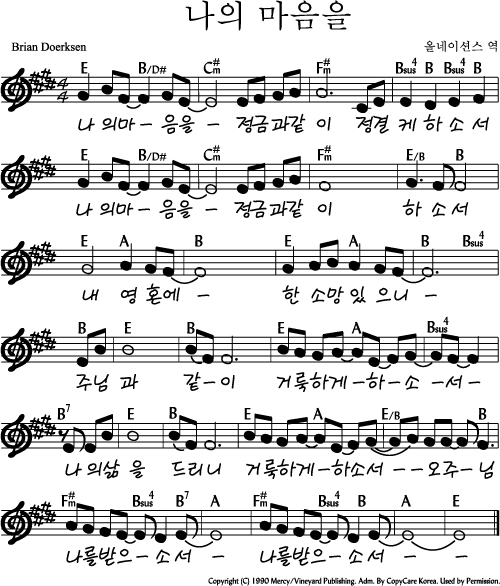 나의 마음을
Brian Doerksen 올네이션스 역
E B/D# C#m F#m Bsus4 B Bsus4 B
4/4
나 의마- 음을- 정금과같 이 정결 케 하 소 서
E B/D# C#m F#m E/B B
나 의마- 음을- 정금과같 이 하 소 서
E A B E A B Bsus4
내 영 혼에 - 한 소망 있 으니 -
B E B E A Bsus4
주님 과 같-이 거룩하게-하- 소 -서-
B7 E B E A E/B B
나 의삶 을 드리니 거룩하게-하소서 - -오주-님
F#m Bsus4 B7 A F#m Bsus4 B A E
나를받으-소서 - 나를받으-소서 -
Copyright (C) 1990 Mercy/Vineyard Publishing. Adm. By CopyCare Korea. Used by Permission.